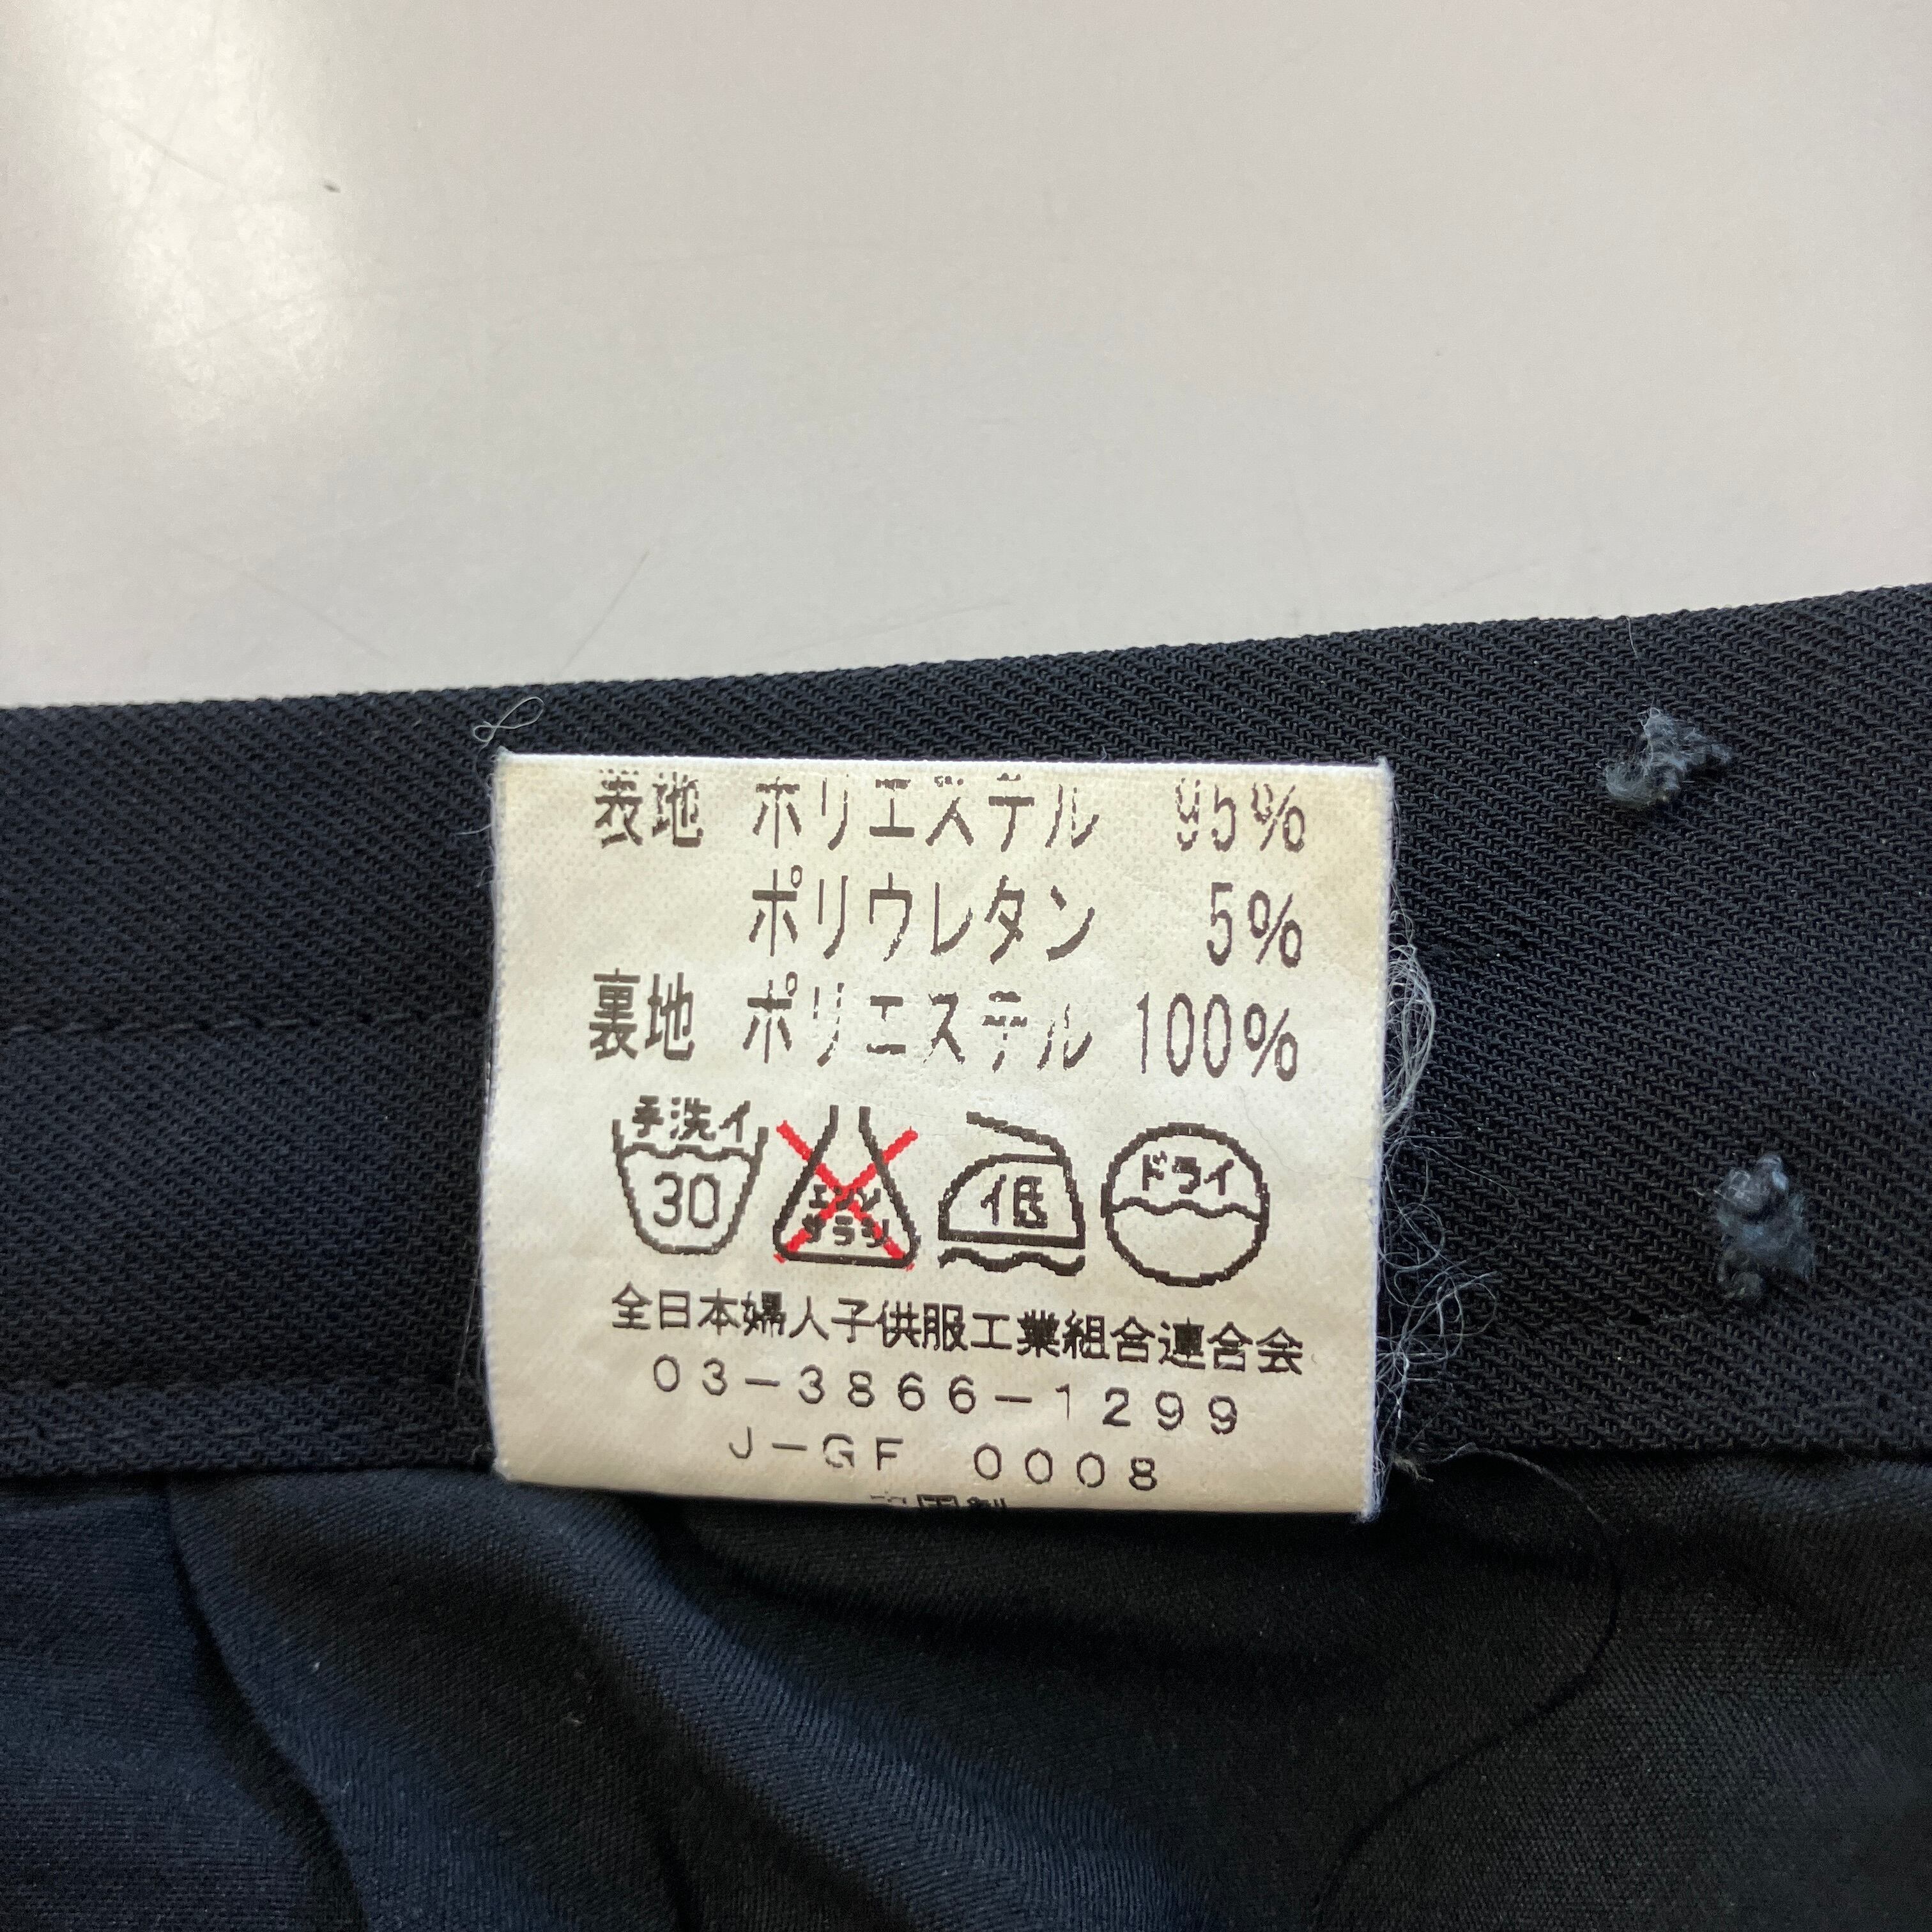 表地 ポリエステル 95%
ポリウレタン 5%
裏地 ポリエステル 100%
手洗イ
30
エンソ
サラシ
低
ドライ
全日本婦人子供服工業組合連合会
03-3866-1299
J-GF 0008